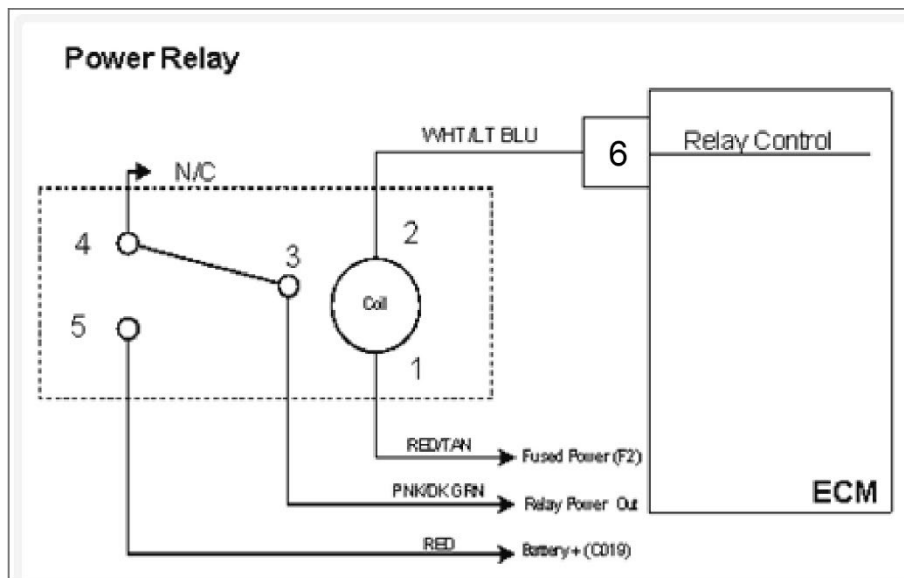 Power Relay
WHT/LT BLU
6
Relay Control
N/C
4
3
2
5
Coil
1
RED/TAN
Fused Power (F2)
PNK/DK GRN
Relay Power Out
ECM
RED
Battery + (C019)